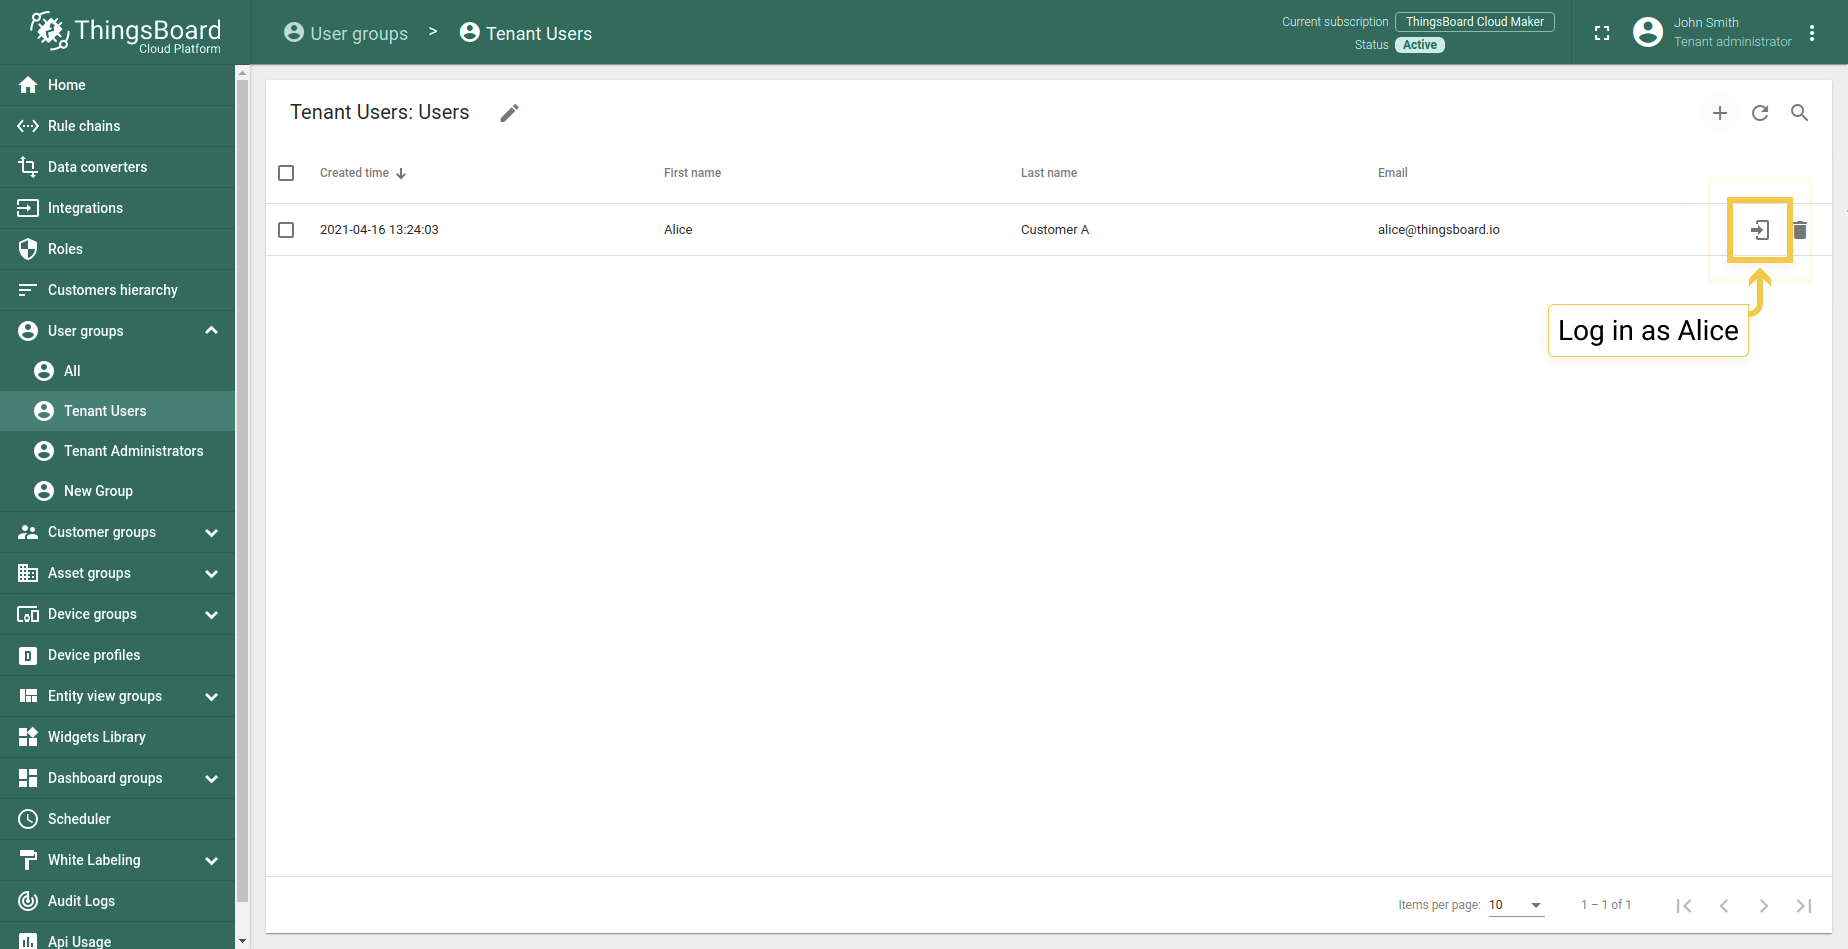 ThingsBoard
Cloud Platform
User groups > Tenant Users
Current subscription ThingsBoard Cloud Maker
Status Active
John Smith
Tenant administrator
Home
Rule chains
Data converters
Integrations
Roles
Customers hierarchy
User groups
All
Tenant Users
Tenant Administrators
New Group
Customer groups
Asset groups
Device groups
Device profiles
Entity view groups
Widgets Library
Dashboard groups
Scheduler
White Labeling
Audit Logs
Api Usage
Tenant Users: Users
Created time First name Last name Email
2021-04-16 13:24:03 Alice Customer A alice@thingsboard.io
Log in as Alice
Items per page: 10 1 – 1 of 1